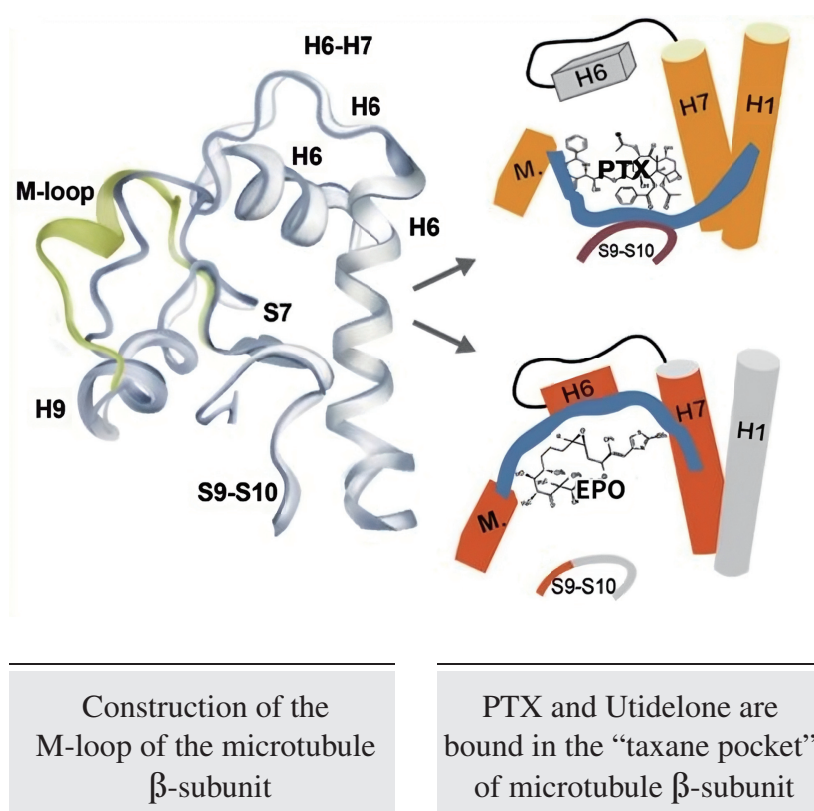 H6-H7
H6
H6
M-loop
H6
S7
H9
S9-S10
H6
H7
H1
M.
PTX
S9-S10
H6
H7
H1
M.
EPO
S9-S10
Construction of the
M-loop of the microtubule
β-subunit
PTX and Utidelone are
bound in the “taxane pocket”
of microtubule β-subunit